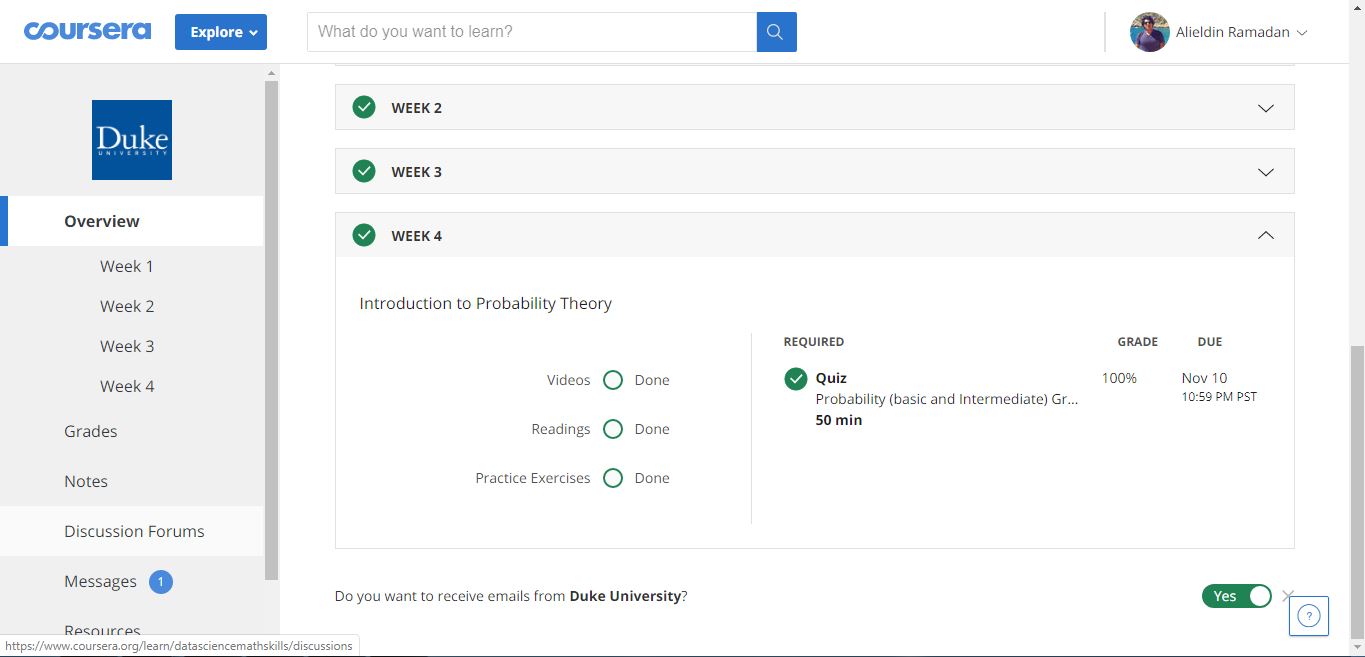 coursera
Explore
What do you want to learn?
Alieldin Ramadan
Duke
UNIVERSITY
Overview
Week 1
Week 2
Week 3
Week 4
Grades
Notes
Discussion Forums
Messages 1
Resources
https://www.coursera.org/learn/datasciencemathskills/discussions
WEEK 2
WEEK 3
WEEK 4
Introduction to Probability Theory
Videos Done
Readings Done
Practice Exercises Done
REQUIRED GRADE DUE
Quiz 100% Nov 10
Probability (basic and Intermediate) Gr... 10:59 PM PST
50 min
Do you want to receive emails from Duke University? Yes
?